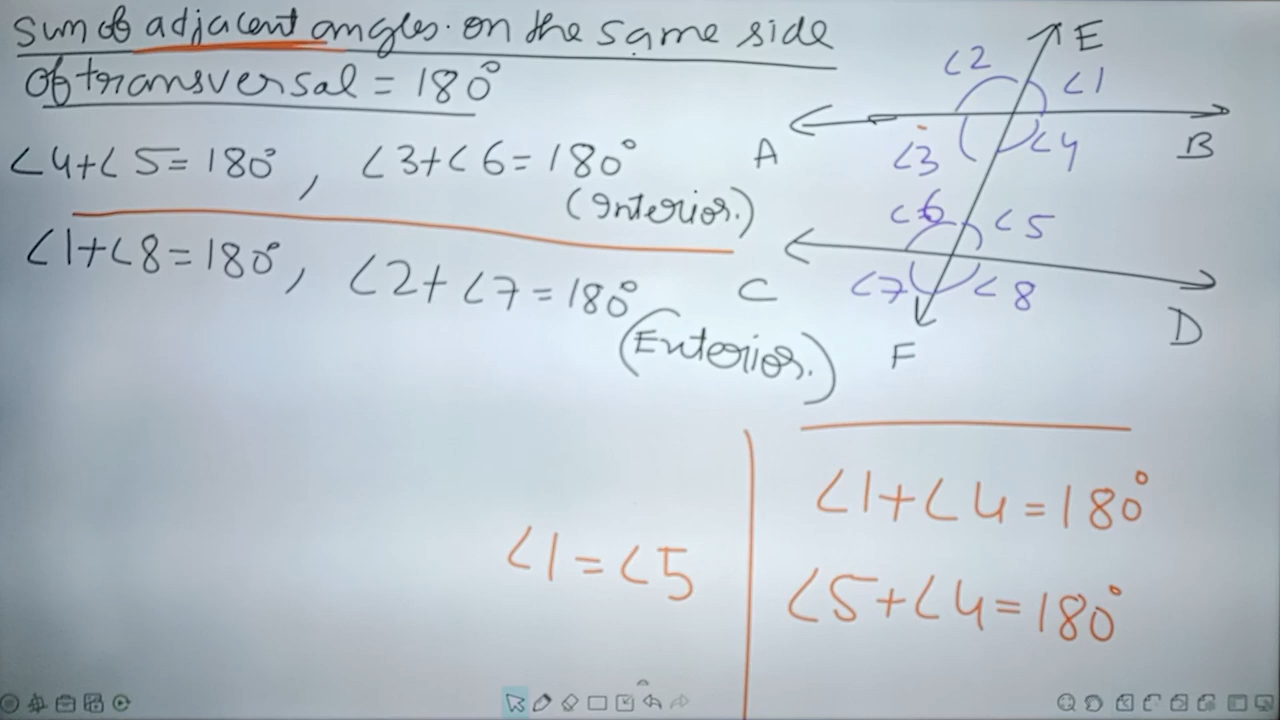 Sum of adjacent angles on the same side
of transversal = 180°
∠4+∠5=180°, ∠3+∠6=180°
(Interior.)
∠1+∠8=180°, ∠2+∠7=180°
(Exterior.)
E
∠2 ∠1
A ∠3 ∠4 B
∠6 ∠5
C ∠7 ∠8 D
F
∠1=∠5
∠1+∠4=180°
∠5+∠4=180°